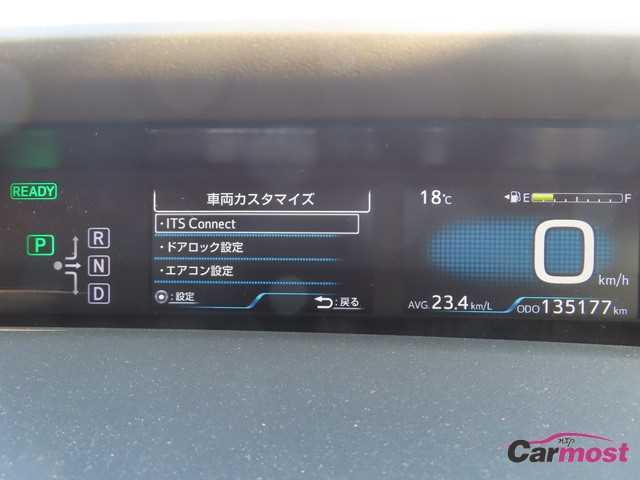 READY
P
R
N
D
車両カスタマイズ
・ITS Connect
・ドアロック設定
・エアコン設定
:設定
:戻る
18℃
E F
0 km/h
AVG. 23.4 km/L
ODO 135177 km
Carmost